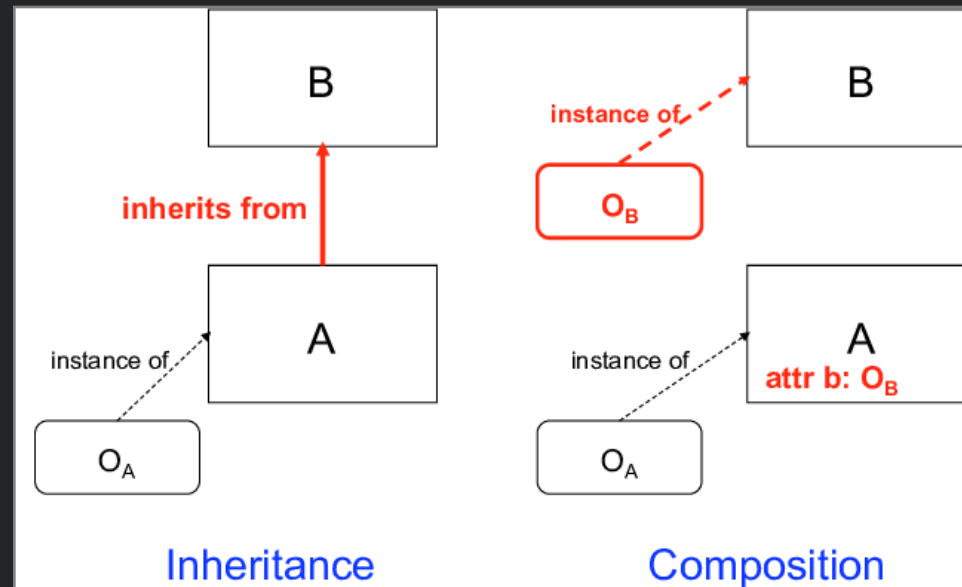 B
inherits from
A
instance of
OA
Inheritance
B
instance of
OB
A
attr b: OB
instance of
OA
Composition